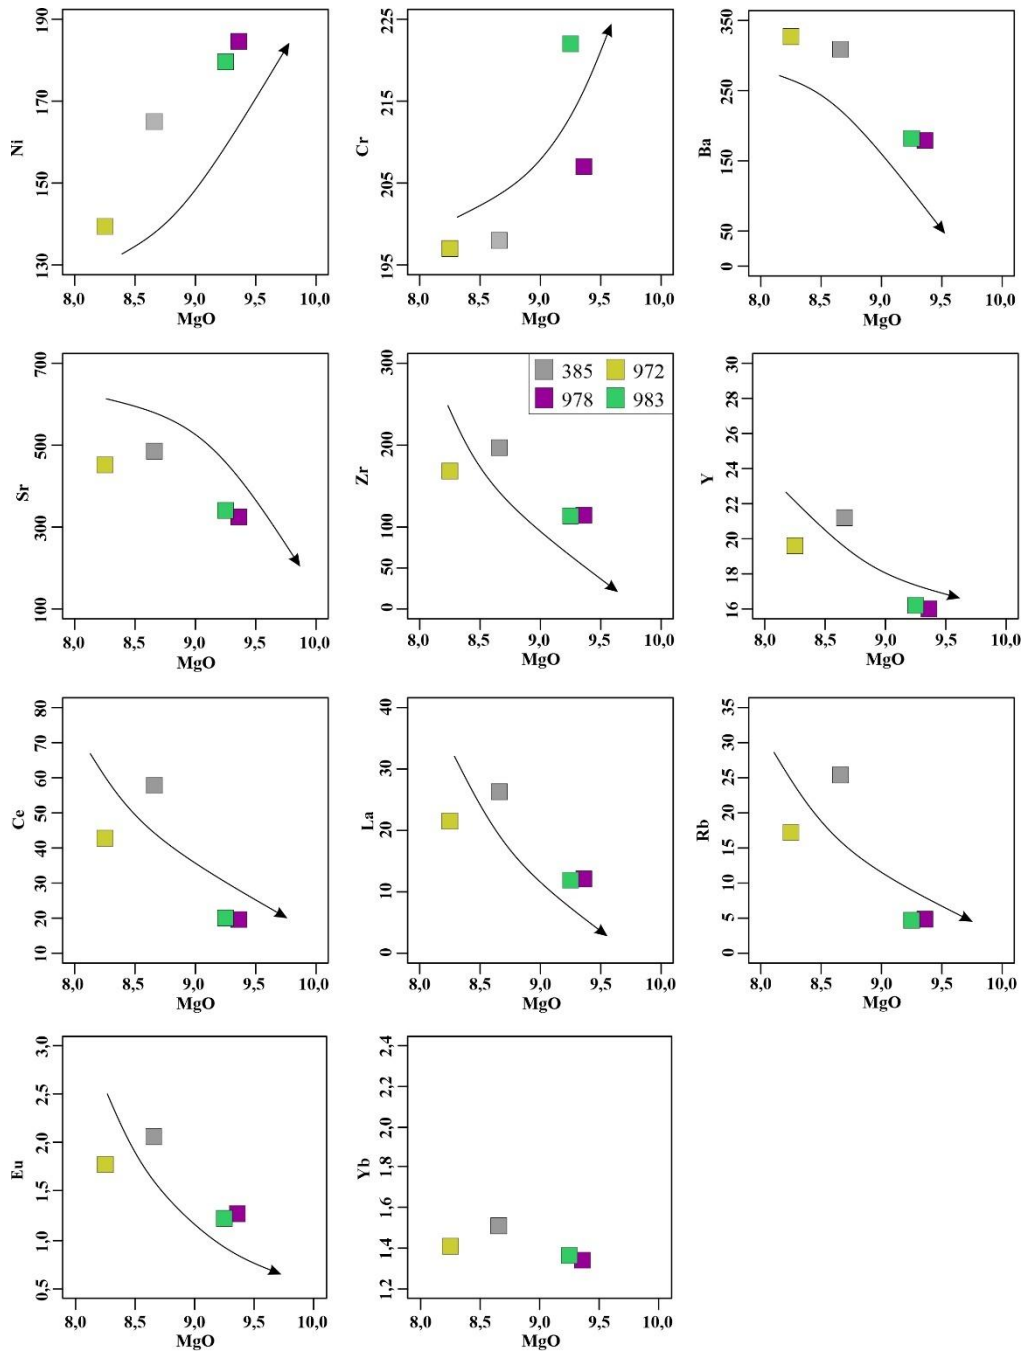 Ni
190
170
150
130
8,0 8,5 9,0 9,5 10,0
MgO
Cr
225
215
205
195
8,0 8,5 9,0 9,5 10,0
MgO
Ba
350
250
150
50
0
8,0 8,5 9,0 9,5 10,0
MgO
Sr
700
500
300
100
8,0 8,5 9,0 9,5 10,0
MgO
Zr
300
200
100
50
0
385 972
978 983
8,0 8,5 9,0 9,5 10,0
MgO
Y
30
28
26
24
22
20
18
16
8,0 8,5 9,0 9,5 10,0
MgO
Ce
80
70
60
50
40
30
20
10
8,0 8,5 9,0 9,5 10,0
MgO
La
40
30
20
10
0
8,0 8,5 9,0 9,5 10,0
MgO
Rb
35
30
25
20
15
10
5
0
8,0 8,5 9,0 9,5 10,0
MgO
Eu
3,0
2,5
2,0
1,5
1,0
0,5
8,0 8,5 9,0 9,5 10,0
MgO
Yb
2,4
2,2
2,0
1,8
1,6
1,4
1,2
8,0 8,5 9,0 9,5 10,0
MgO